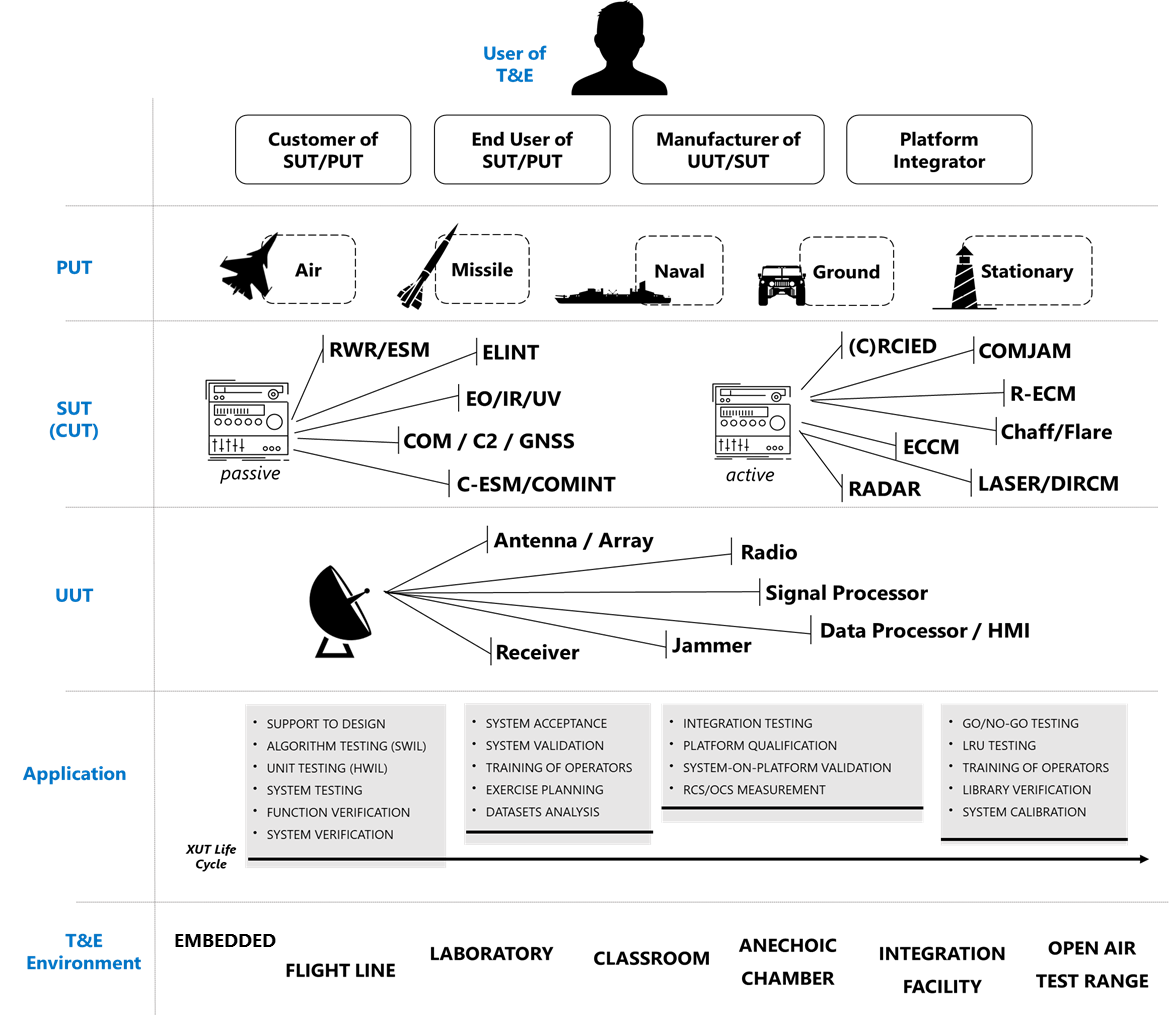 User of
T&E
Customer of
SUT/PUT
End User of
SUT/PUT
Manufacturer of
UUT/SUT
Platform
Integrator
PUT
Air
Missile
Naval
Ground
Stationary
SUT
(CUT)
passive
RWR/ESM
ELINT
EO/IR/UV
COM / C2 / GNSS
C-ESM/COMINT
active
(C)RCIED
COMJAM
R-ECM
Chaff/Flare
ECCM
LASER/DIRCM
RADAR
UUT
Antenna / Array
Radio
Signal Processor
Data Processor / HMI
Jammer
Receiver
Application
• SUPPORT TO DESIGN
• ALGORITHM TESTING (SWIL)
• UNIT TESTING (HWIL)
• SYSTEM TESTING
• FUNCTION VERIFICATION
• SYSTEM VERIFICATION
• SYSTEM ACCEPTANCE
• SYSTEM VALIDATION
• TRAINING OF OPERATORS
• EXERCISE PLANNING
• DATASETS ANALYSIS
• INTEGRATION TESTING
• PLATFORM QUALIFICATION
• SYSTEM-ON-PLATFORM VALIDATION
• RCS/OCS MEASUREMENT
• GO/NO-GO TESTING
• LRU TESTING
• TRAINING OF OPERATORS
• LIBRARY VERIFICATION
• SYSTEM CALIBRATION
XUT Life
Cycle
T&E
Environment
EMBEDDED
FLIGHT LINE
LABORATORY
CLASSROOM
ANECHOIC
CHAMBER
INTEGRATION
FACILITY
OPEN AIR
TEST RANGE